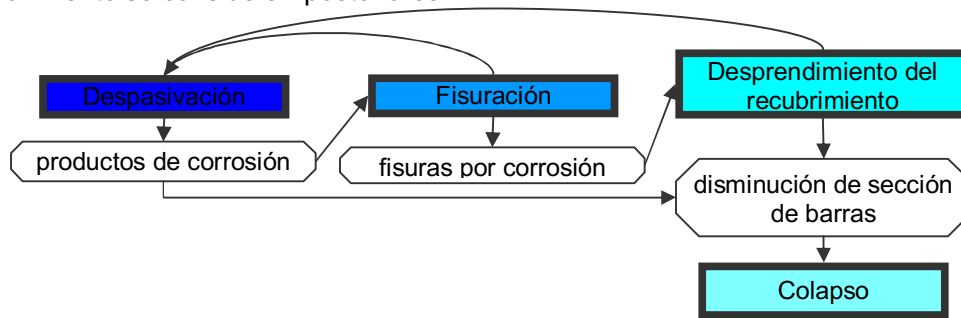 Despasivación
Fisuración
Desprendimiento del
recubrimiento
productos de corrosión
fisuras por corrosión
disminución de sección
de barras
Colapso